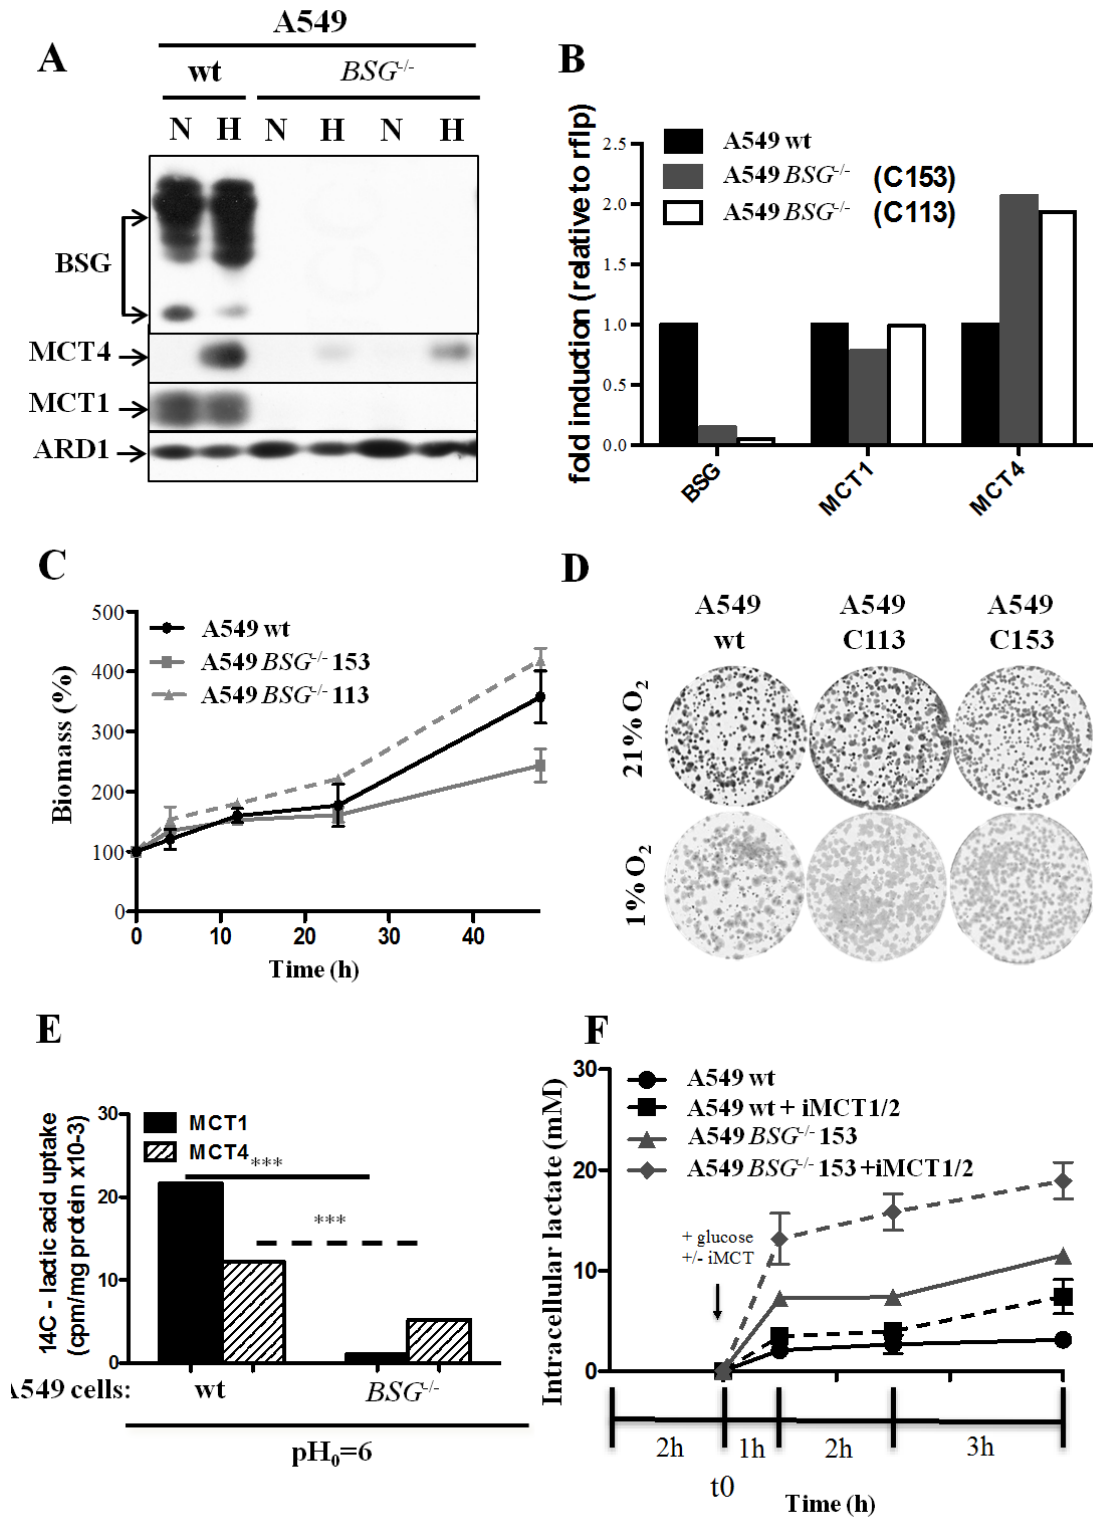 A
A549
wt BSG-/-
N H N H N H
BSG
MCT4
MCT1
ARD1
B
fold induction (relative to rflp)
2.5
2.0
1.5
1.0
0.5
0.0
A549 wt
A549 BSG-/- (C153)
A549 BSG-/- (C113)
BSG MCT1 MCT4
C
Biomass (%)
500
400
300
200
100
0
A549 wt
A549 BSG-/- 153
A549 BSG-/- 113
0 10 20 30 40
Time (h)
D
A549 A549 A549
wt C113 C153
21% O2
1% O2
E
14C - lactic acid uptake
(cpm/mg protein x10-3)
30
20
10
0
MCT1
MCT4
***
***
A549 cells: wt BSG-/-
pH0=6
F
Intracellular lactate (mM)
30
20
10
0
A549 wt
A549 wt + iMCT1/2
A549 BSG-/- 153
A549 BSG-/- 153 +iMCT1/2
+ glucose
+/- iMCT
2h 1h 2h 3h
t0
Time (h)